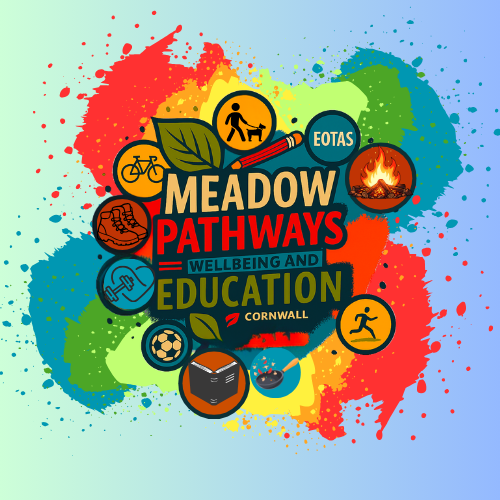 EOTAS
MEADOW
PATHWAYS
WELLBEING AND
EDUCATION
CORNWALL